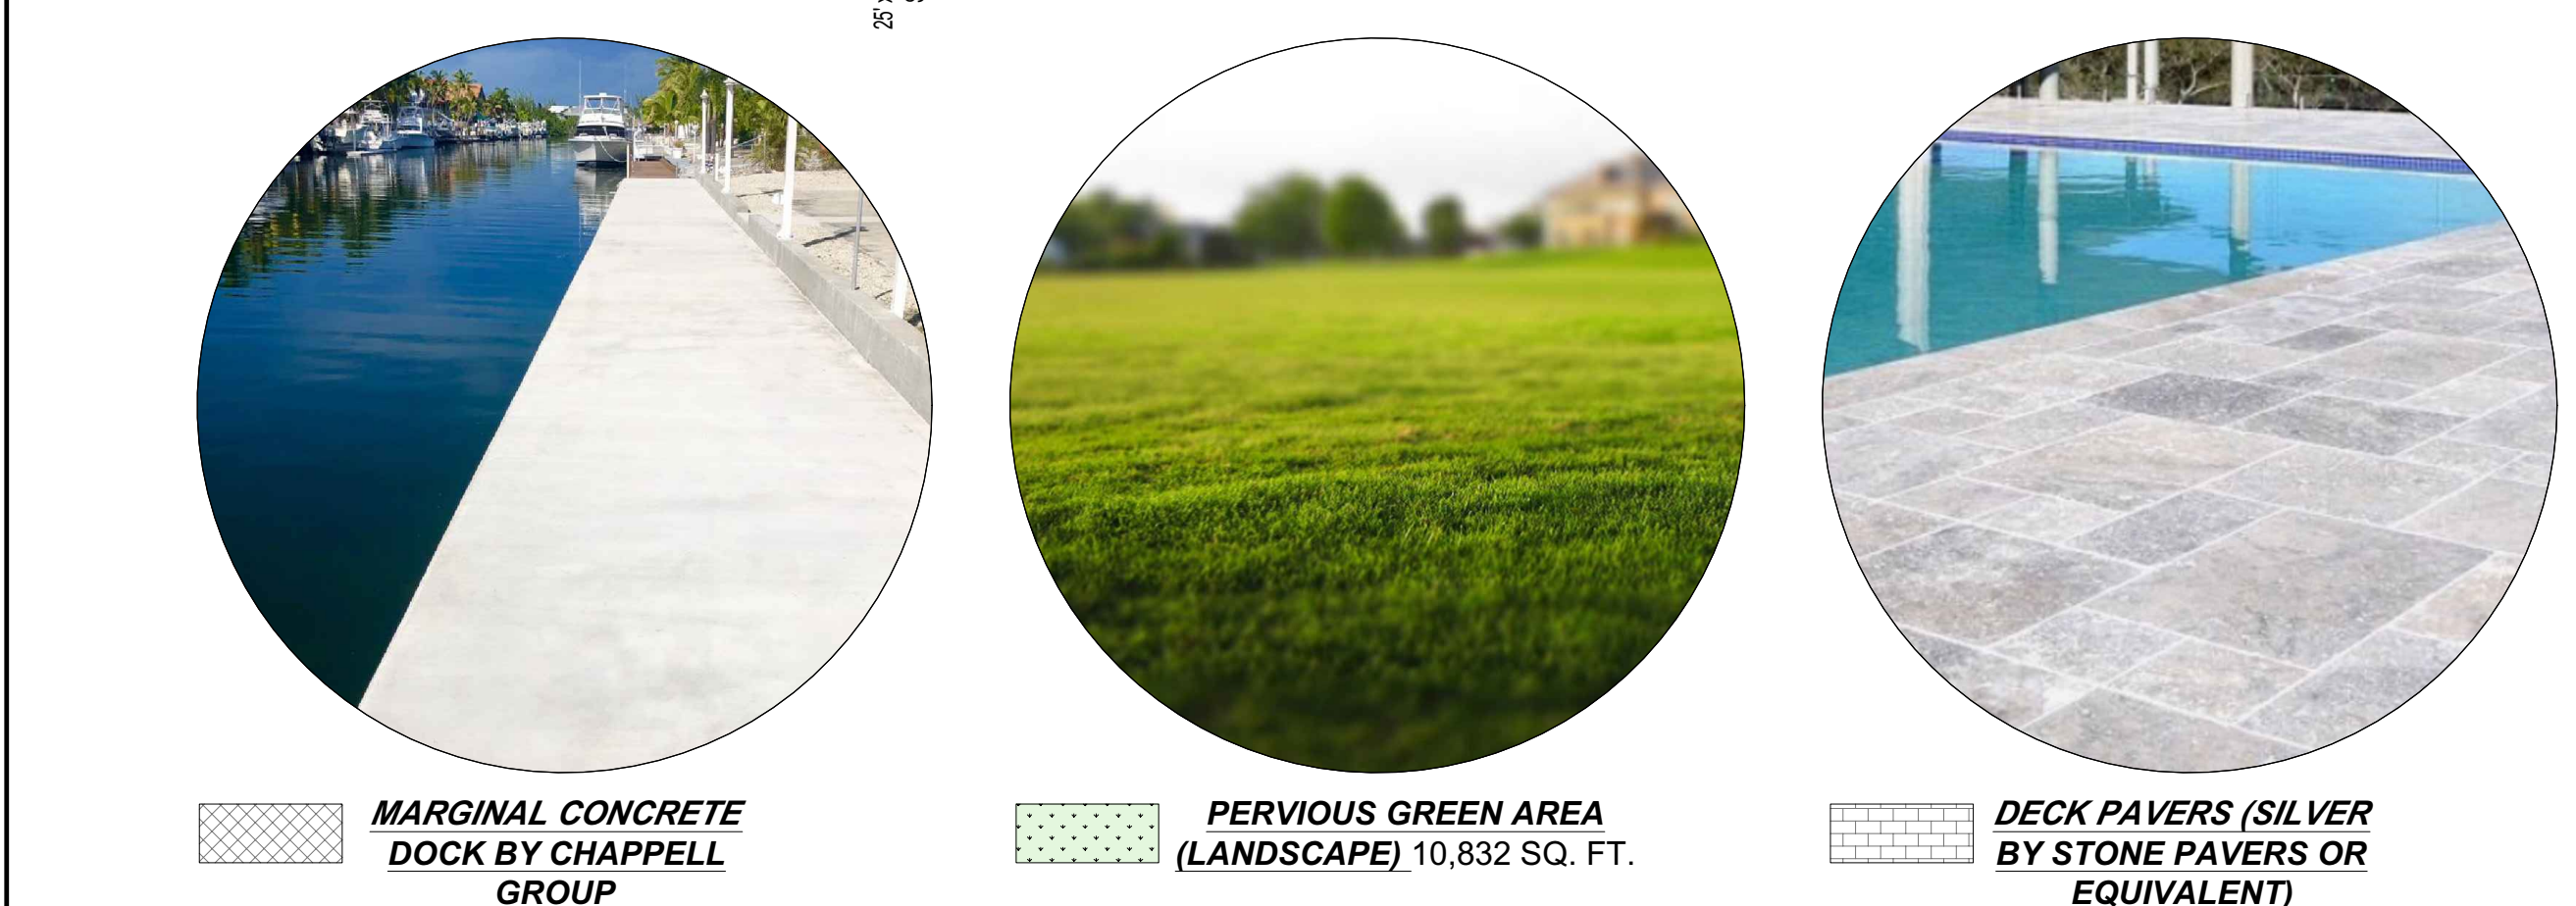 25'
MARGINAL CONCRETE
DOCK BY CHAPPELL
GROUP
PERVIOUS GREEN AREA
(LANDSCAPE) 10,832 SQ. FT.
DECK PAVERS (SILVER
BY STONE PAVERS OR
EQUIVALENT)